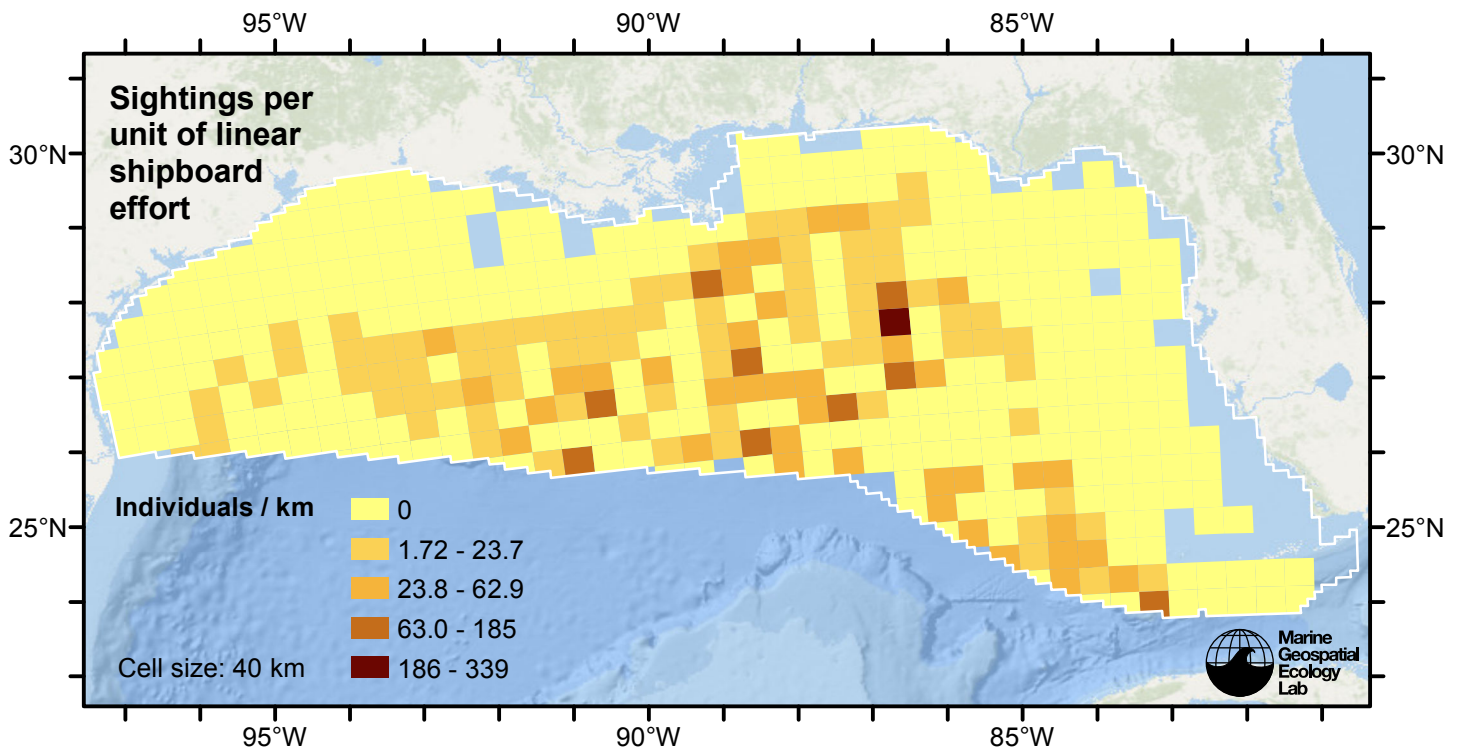 95°W 90°W 85°W
Sightings per
unit of linear
shipboard
effort
30°N 30°N
25°N 25°N
Individuals / km
0
1.72 - 23.7
23.8 - 62.9
63.0 - 185
186 - 339
Cell size: 40 km
Marine
Geospatial
Ecology
Lab
95°W 90°W 85°W